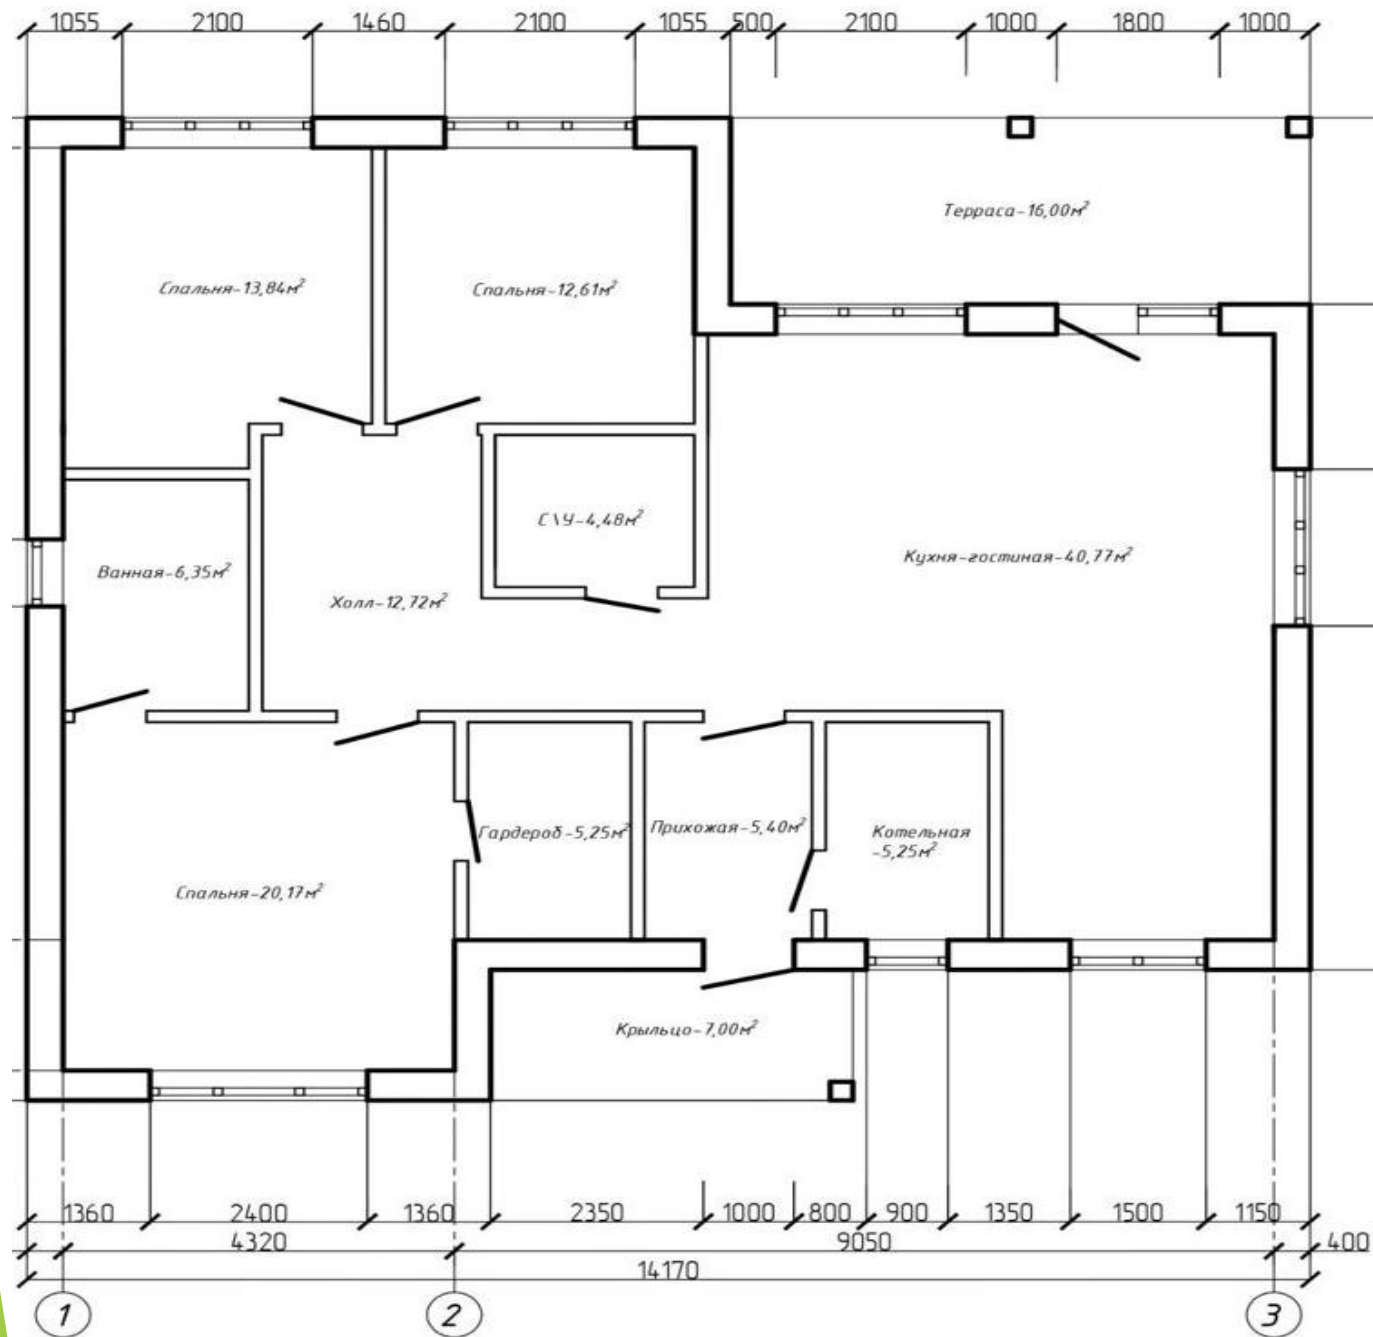 1055 2100 1460 2100 1055 500 2100 1000 1800 1000
Терраса-16,00м²
Спальня-13,84м²
Спальня-12,61м²
С\У-4,48м²
Кухня-гостиная-40,77м²
Ванная-6,35м²
Холл-12,72м²
Гардероб-5,25м²
Прихожая-5,40м²
Котельная
-5,25м²
Спальня-20,17м²
Крыльцо-7,00м²
1360 2400 1360 2350 1000 800 900 1350 1500 1150
4320 9050 400
14170
1 2 3